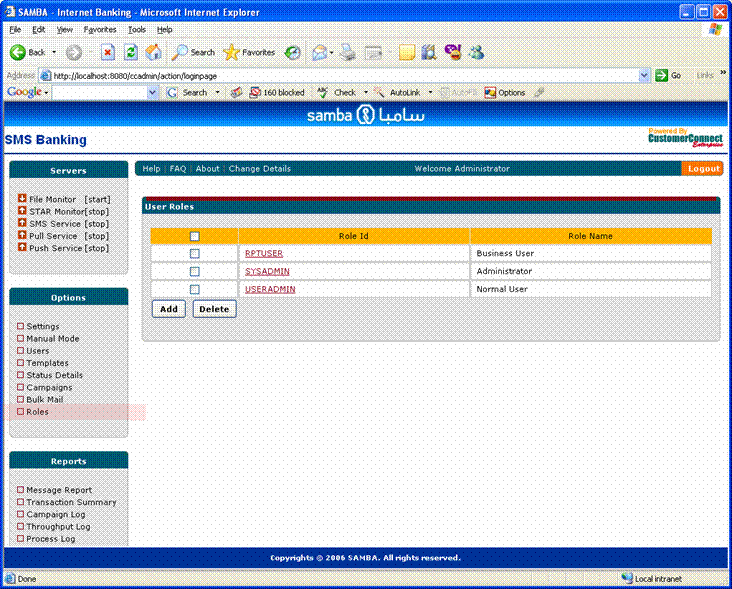 SAMBA - Internet Banking - Microsoft Internet Explorer
File Edit View Favorites Tools Help
Back Search Favorites
Address http://localhost:8080/ccadmin/action/loginpage Go Links »
Google Search 160 blocked Check AutoLink AutoFill Options
samba سامبا
SMS Banking
Powered By
CustomerConnect
Enterprise
Servers
File Monitor [start]
STAR Monitor[stop]
SMS Service [stop]
Pull Service [stop]
Push Service [stop]
Options
Settings
Manual Mode
Users
Templates
Status Details
Campaigns
Bulk Mail
Roles
Reports
Message Report
Transaction Summary
Campaign Log
Throughput Log
Process Log
Help | FAQ | About | Change Details Welcome Administrator Logout
User Roles
Role Id Role Name
RPTUSER Business User
SYSADMIN Administrator
USERADMIN Normal User
Add Delete
Copyrights © 2006 SAMBA. All rights reserved.
Done Local intranet